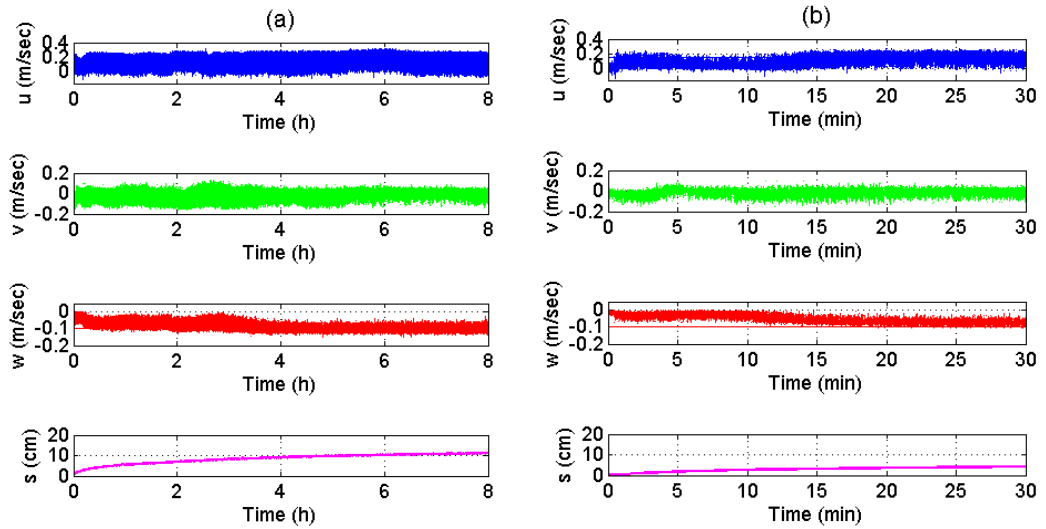 (a)
u (m/sec)
0.4
0.2
0
0 2 4 6 8
Time (h)
v (m/sec)
0.2
0
-0.2
0 2 4 6 8
Time (h)
w (m/sec)
0
-0.1
-0.2
0 2 4 6 8
Time (h)
s (cm)
20
10
0
0 2 4 6 8
Time (h)
(b)
u (m/sec)
0.4
0.2
0
0 5 10 15 20 25 30
Time (min)
v (m/sec)
0.2
0
-0.2
0 5 10 15 20 25 30
Time (min)
w (m/sec)
0
-0.1
-0.2
0 5 10 15 20 25 30
Time (min)
s (cm)
20
10
0
0 5 10 15 20 25 30
Time (min)